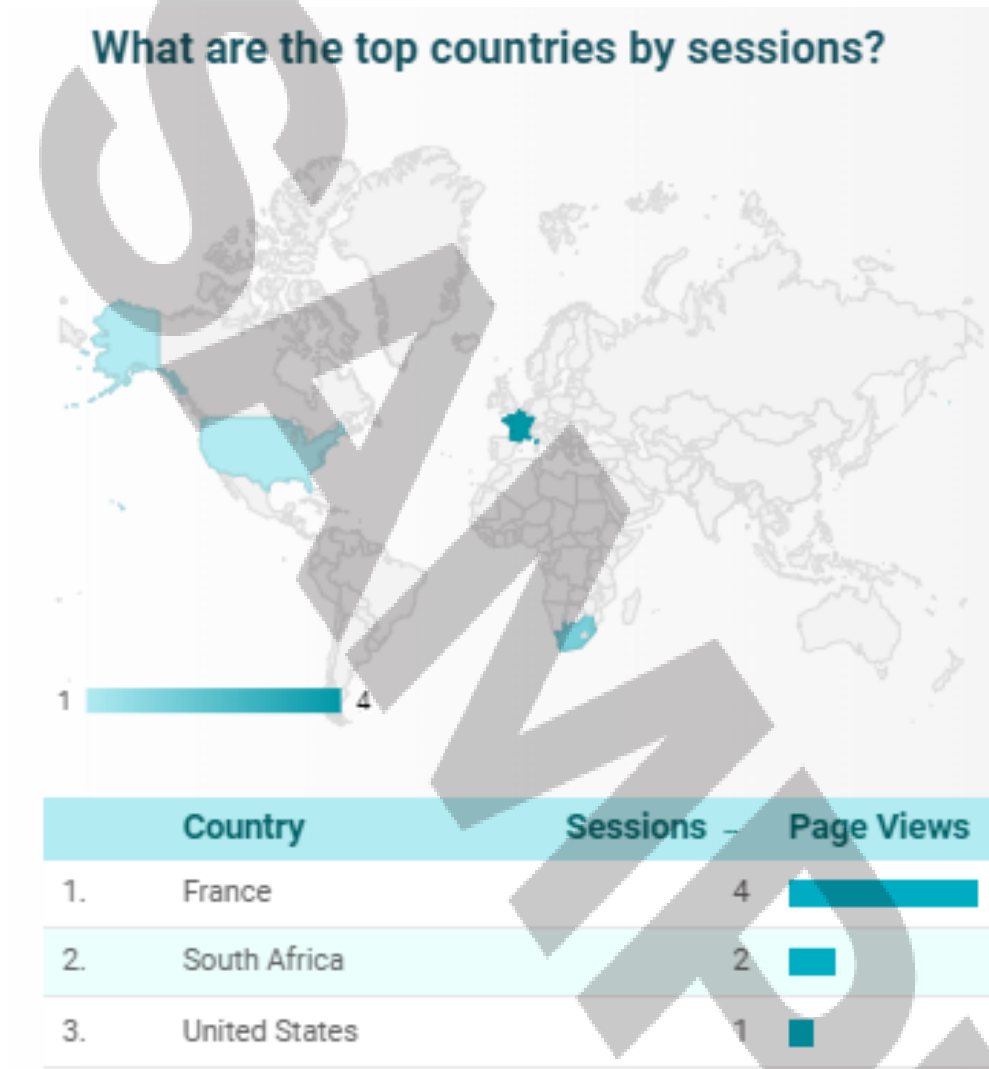 What are the top countries by sessions?
1 4
Country Sessions Page Views
1. France 4
2. South Africa 2
3. United States 1
SAMP